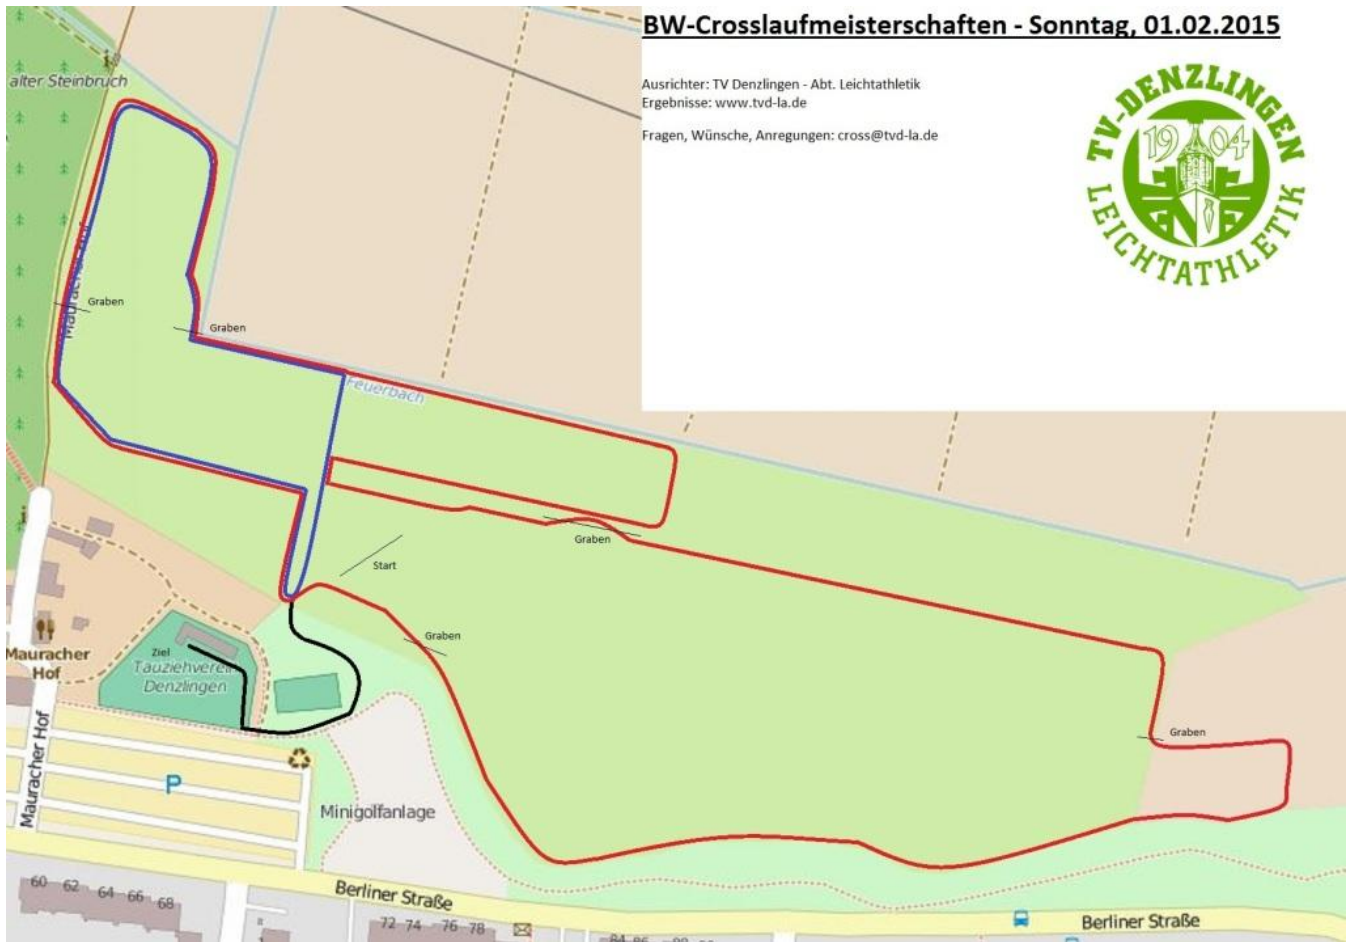 BW-Crosslaufmeisterschaften - Sonntag, 01.02.2015
Ausrichter: TV Denzlingen - Abt. Leichtathletik
Ergebnisse: www.tvd-la.de
Fragen, Wünsche, Anregungen: cross@tvd-la.de
TV-DENZLINGEN
19 04
LEICHTATHLETIK
alter Steinbruch
Mauracher Hof
Graben
Graben
Feuerbach
Graben
Start
Graben
Mauracher
Hof
Ziel
Tauziehverein
Denzlingen
Graben
Mauracher Hof
P
Minigolfanlage
60 62 64 66 68
Berliner Straße
72 74 76 78
Berliner Straße